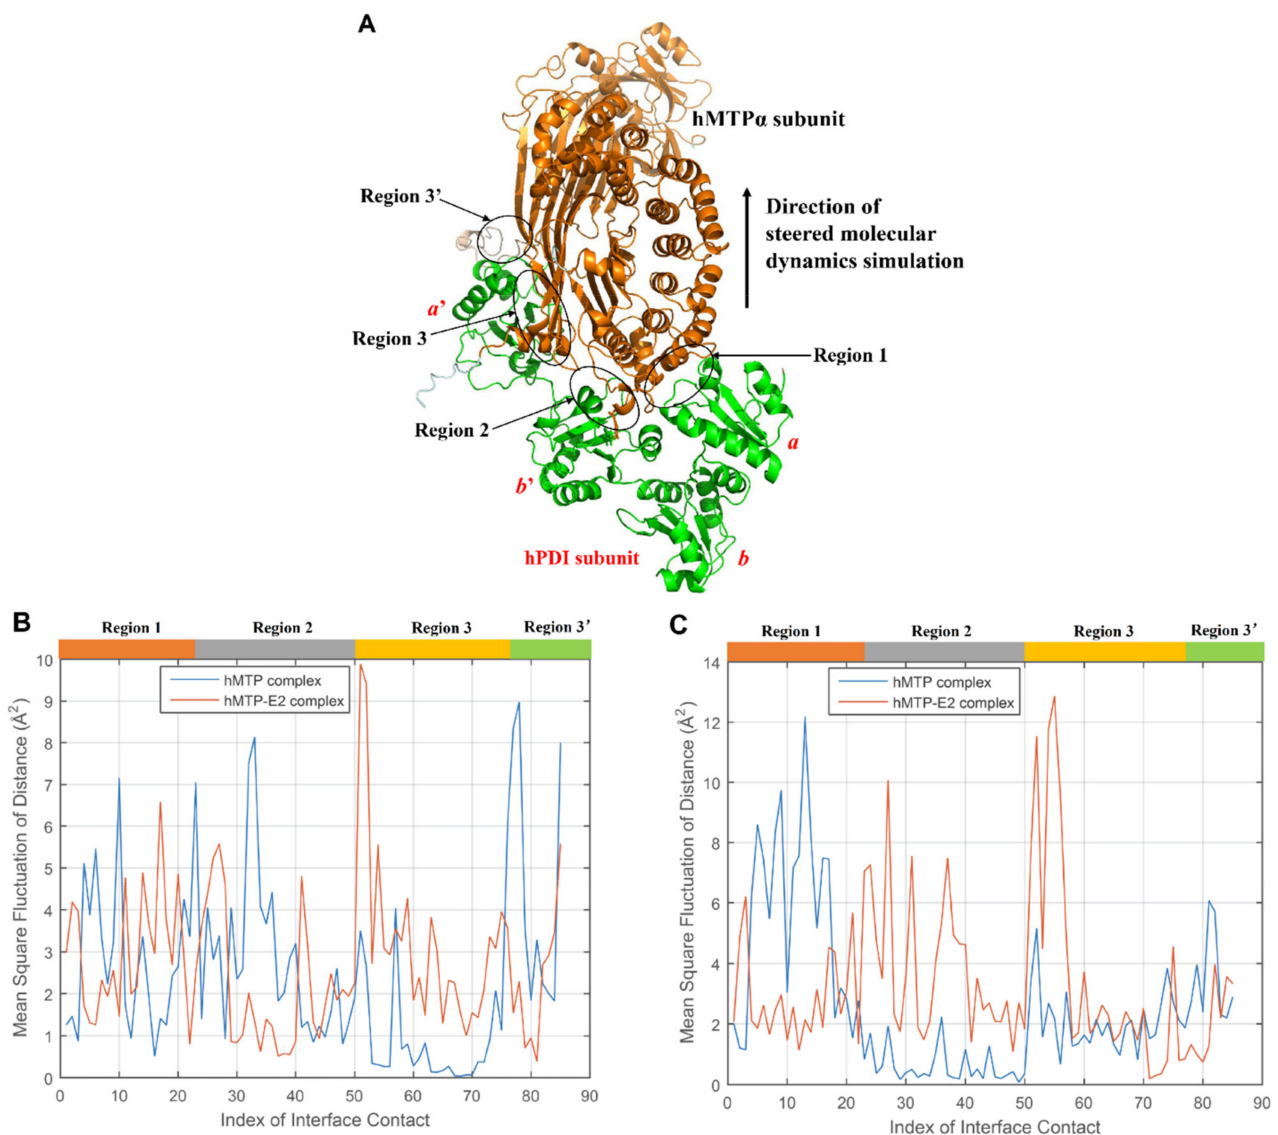 A
hMTPα subunit
Region 3’
Direction of
steered molecular
dynamics simulation
a’
Region 3
Region 1
Region 2
a
b’
hPDI subunit
b
B
Region 1 Region 2 Region 3 Region 3’
hMTP complex
hMTP-E2 complex
Mean Square Fluctuation of Distance (Å²)
10
9
8
7
6
5
4
3
2
1
0
0 10 20 30 40 50 60 70 80 90
Index of Interface Contact
C
Region 1 Region 2 Region 3 Region 3’
hMTP complex
hMTP-E2 complex
Mean Square Fluctuation of Distance (Å²)
14
12
10
8
6
4
2
0
0 10 20 30 40 50 60 70 80 90
Index of Interface Contact